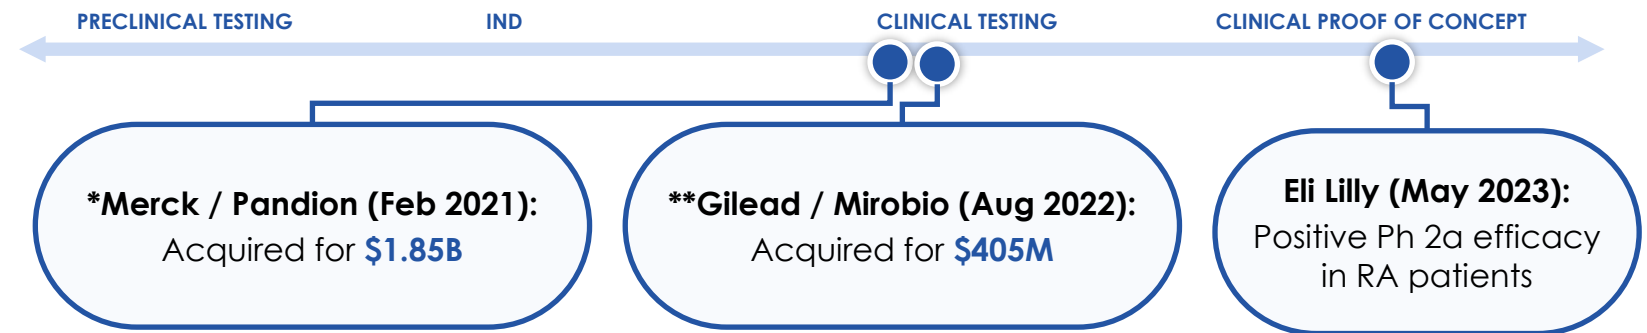 PRECLINICAL TESTING
IND
CLINICAL TESTING
CLINICAL PROOF OF CONCEPT
*Merck / Pandion (Feb 2021):
Acquired for $1.85B
**Gilead / Mirobio (Aug 2022):
Acquired for $405M
Eli Lilly (May 2023):
Positive Ph 2a efficacy
in RA patients